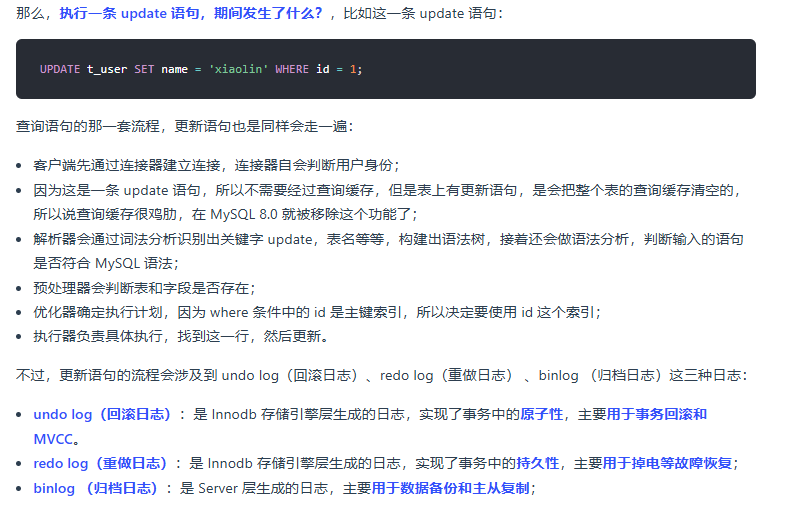 那么，执行一条 update 语句，期间发生了什么？，比如这一条 update 语句：
UPDATE t_user SET name = 'xiaolin' WHERE id = 1;
查询语句的那一套流程，更新语句也是同样会走一遍：
客户端先通过连接器建立连接，连接器自会判断用户身份；
因为这是一条 update 语句，所以不需要经过查询缓存，但是表上有更新语句，是会把整个表的查询缓存清空的，
所以说查询缓存很鸡肋，在 MySQL 8.0 就被移除这个功能了；
解析器会通过词法分析识别出关键字 update，表名等等，构建出语法树，接着还会做语法分析，判断输入的语句
是否符合 MySQL 语法；
预处理器会判断表和字段是否存在；
优化器确定执行计划，因为 where 条件中的 id 是主键索引，所以决定要使用 id 这个索引；
执行器负责具体执行，找到这一行，然后更新。
不过，更新语句的流程会涉及到 undo log（回滚日志）、redo log（重做日志） 、binlog （归档日志）这三种日志：
undo log（回滚日志）：是 Innodb 存储引擎层生成的日志，实现了事务中的原子性，主要用于事务回滚和
MVCC。
redo log（重做日志）：是 Innodb 存储引擎层生成的日志，实现了事务中的持久性，主要用于掉电等故障恢复；
binlog （归档日志）：是 Server 层生成的日志，主要用于数据备份和主从复制；